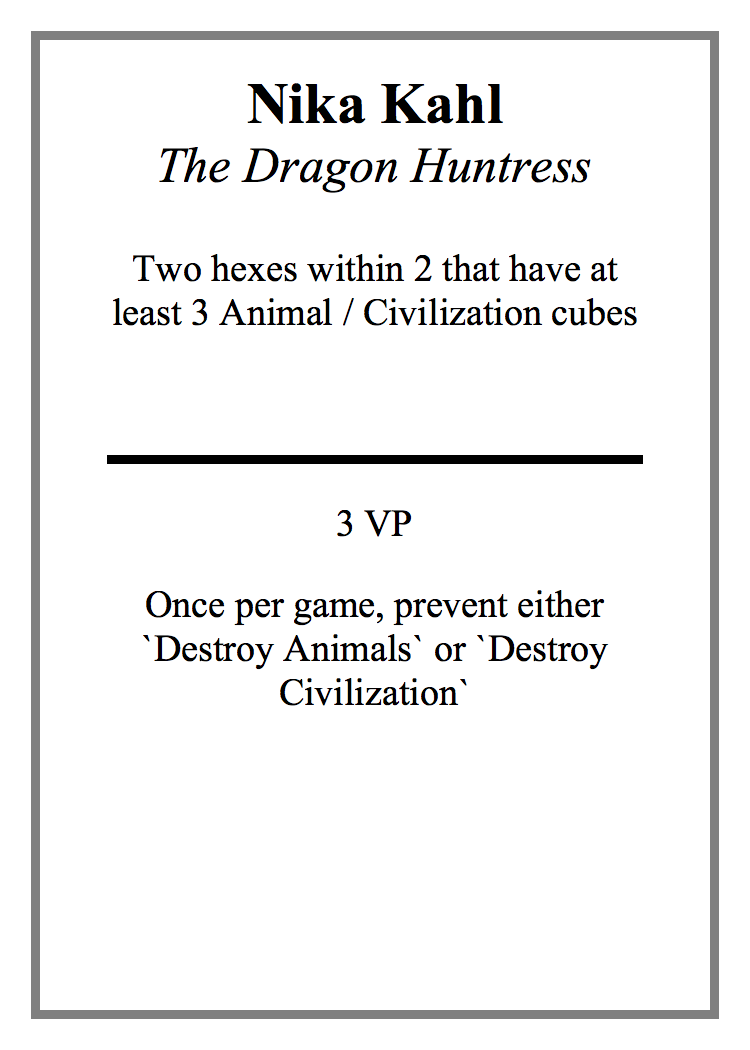 Nika Kahl
The Dragon Huntress
Two hexes within 2 that have at
least 3 Animal / Civilization cubes
3 VP
Once per game, prevent either
`Destroy Animals` or `Destroy
Civilization`